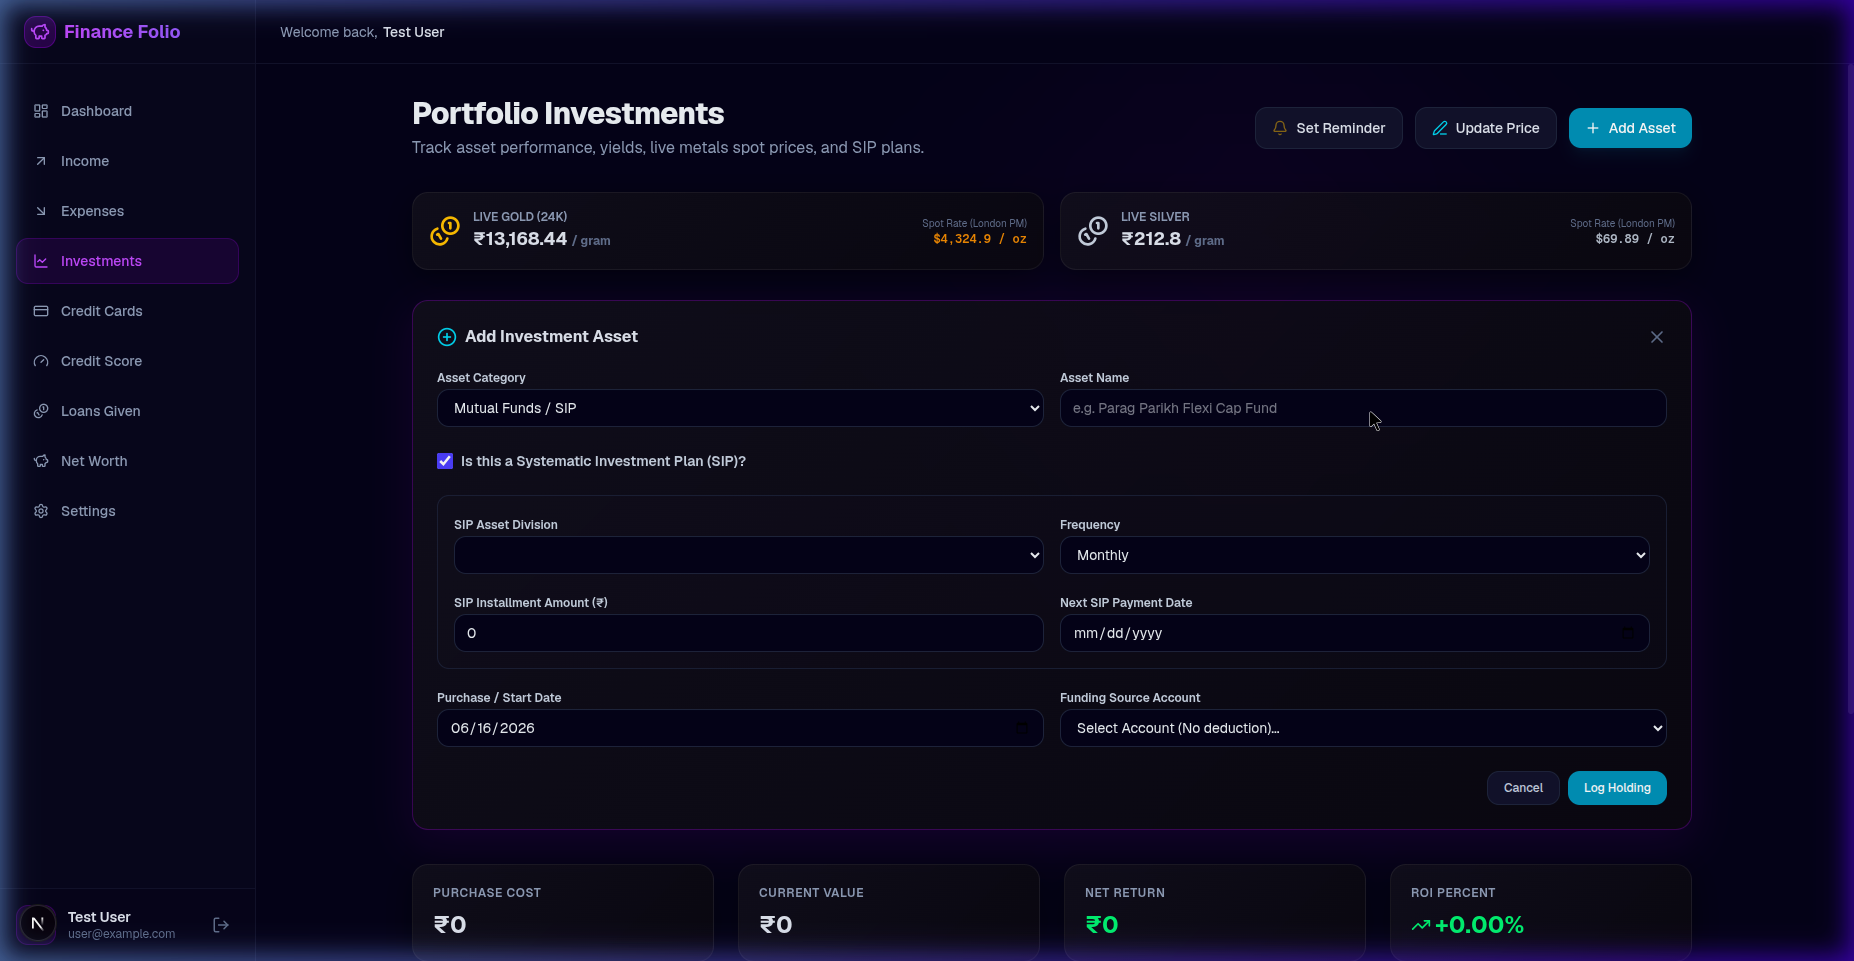 Finance Folio
Welcome back, Test User
Dashboard
Income
Expenses
Investments
Credit Cards
Credit Score
Loans Given
Net Worth
Settings
Test User
user@example.com
N
Portfolio Investments
Track asset performance, yields, live metals spot prices, and SIP plans.
Set Reminder
Update Price
Add Asset
LIVE GOLD (24K)
₹13,168.44 / gram
Spot Rate (London PM)
$4,324.9 / oz
LIVE SILVER
₹212.8 / gram
Spot Rate (London PM)
$69.89 / oz
Add Investment Asset
Asset Category
Mutual Funds / SIP
Asset Name
e.g. Parag Parikh Flexi Cap Fund
Is this a Systematic Investment Plan (SIP)?
SIP Asset Division
Frequency
Monthly
SIP Installment Amount (₹)
0
Next SIP Payment Date
mm/dd/yyyy
Purchase / Start Date
06/16/2026
Funding Source Account
Select Account (No deduction)...
Cancel
Log Holding
PURCHASE COST
₹0
CURRENT VALUE
₹0
NET RETURN
₹0
ROI PERCENT
+0.00%